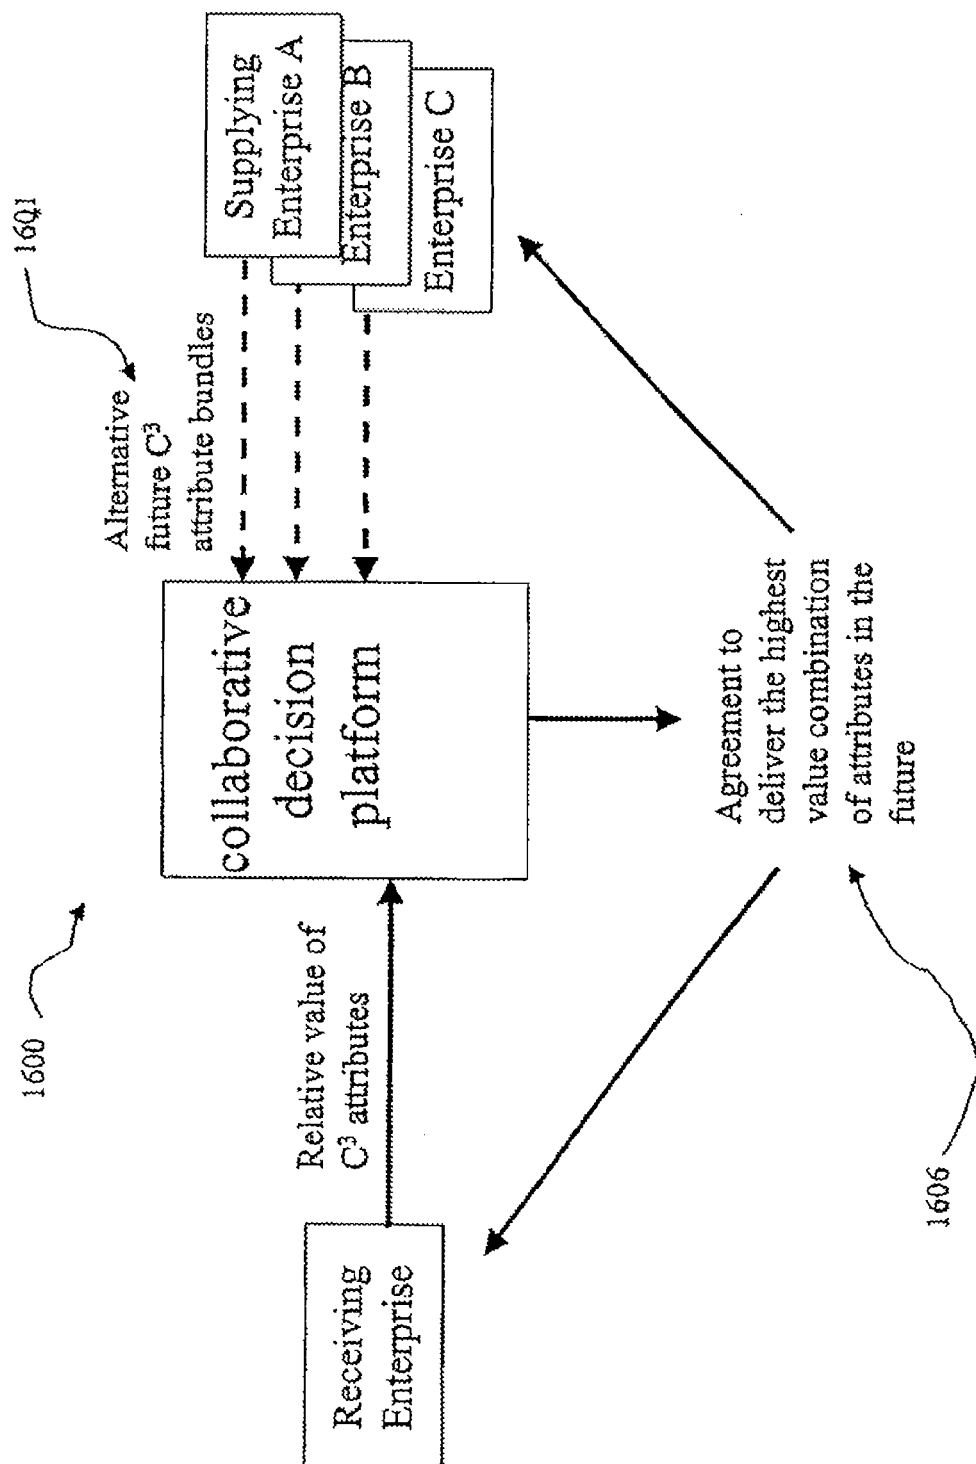 1600
1601
Alternative
future C³
attribute bundles
Receiving
Enterprise
Relative value of
C³ attributes
collaborative
decision
platform
Supplying
Enterprise A
Enterprise B
Enterprise C
Agreement to
deliver the highest
value combination
of attributes in the
future
1606